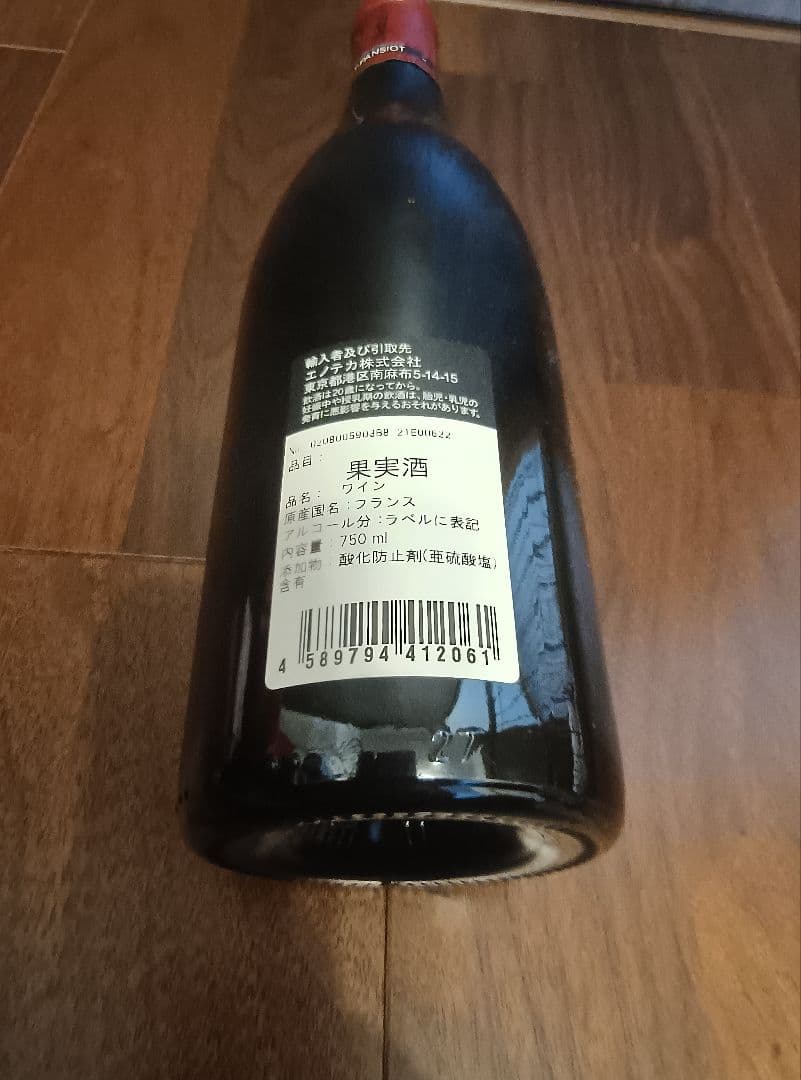 PANSIOT
輸入者及び引取先
エノテカ株式会社
東京都港区南麻布5-14-15
飲酒は20歳になってから。
妊娠中や授乳期の飲酒は、胎児・乳児の
発育に悪影響を与えるおそれがあります。
品目：
果実酒
品名： ワイン
原産国名：フランス
アルコール分：ラベルに表記
内容量：750 ml
添加物：酸化防止剤(亜硫酸塩)
含有
4 589794 412061
27